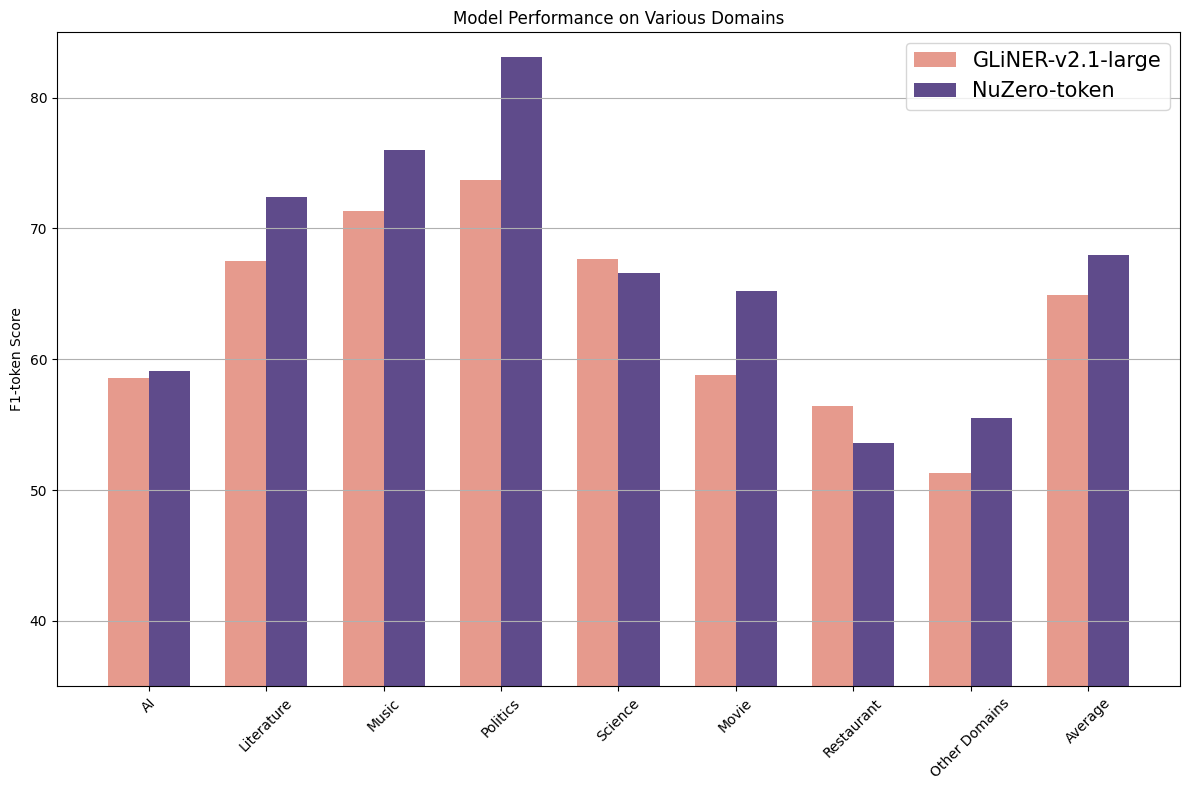 Model Performance on Various Domains
GLiNER-v2.1-large
NuZero-token
F1-token Score
80
70
60
50
40
AI
Literature
Music
Politics
Science
Movie
Restaurant
Other Domains
Average